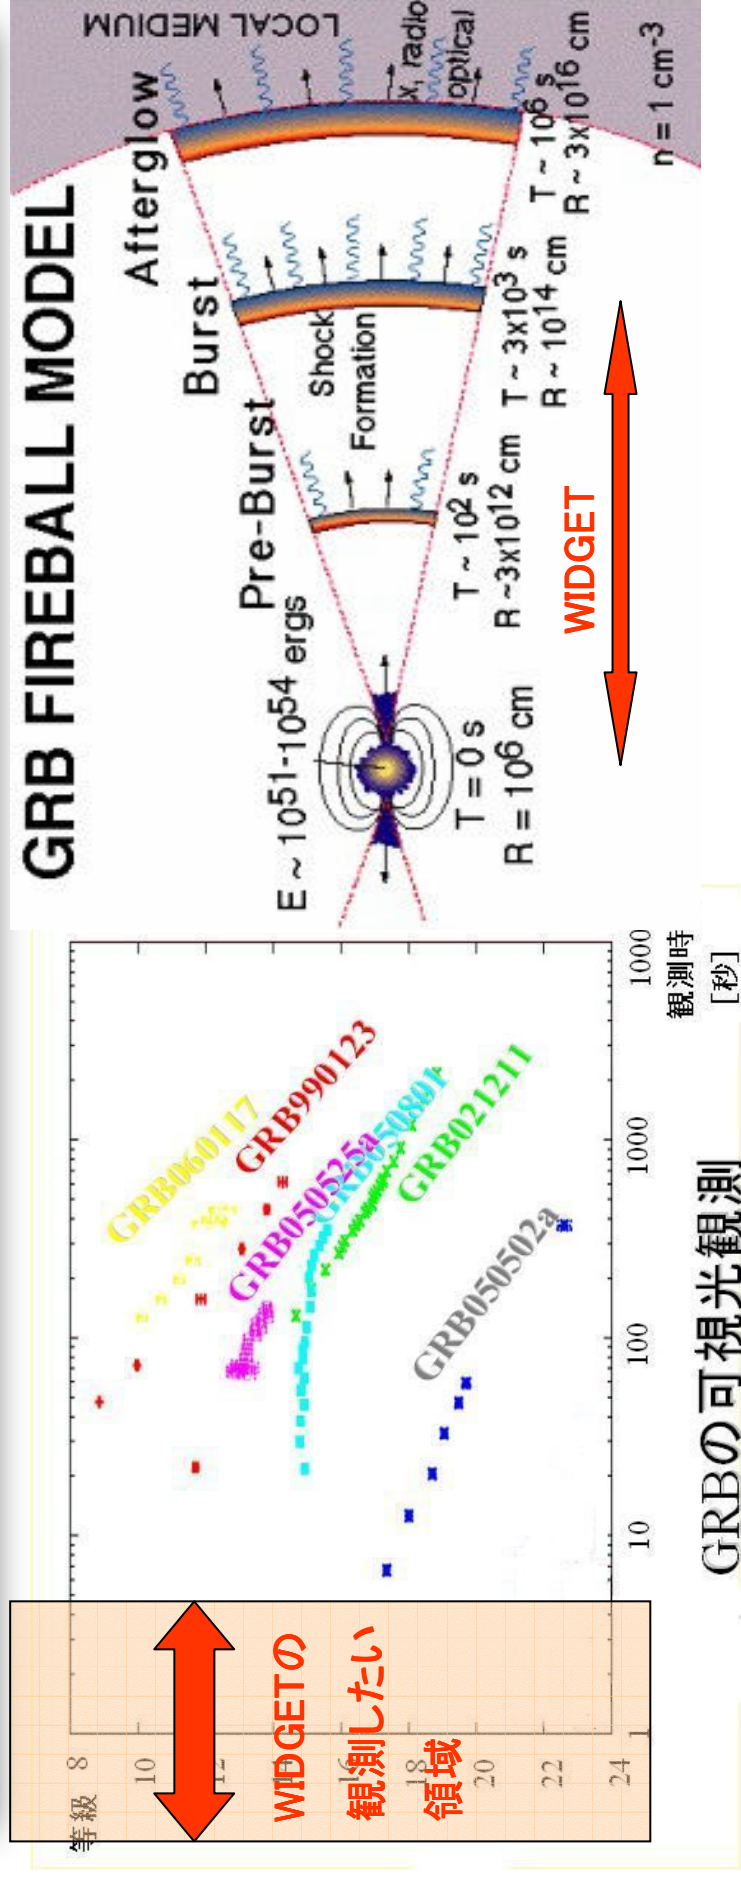 GRB FIREBALL MODEL
LOCAL MEDIUM
Afterglow
Burst
Pre-Burst
Shock
Formation
x, radio
optical
E ~ 10^51-10^54 ergs
T = 0 s
R = 10^6 cm
T ~ 10^2 s
R ~3x10^12 cm
T ~ 3x10^3 s
R ~ 10^14 cm
T ~ 10^6 s
R ~ 3x10^16 cm
n = 1 cm^-3
WIDGET
等級
8
10
12
14
16
18
20
22
24
WIDGETの
観測したい
領域
GRB060117
GRB990123
GRB050525a
GRB050801
GRB021211
GRB050502a
1
10
100
1000
1000
観測時
[秒]
GRBの可視光観測